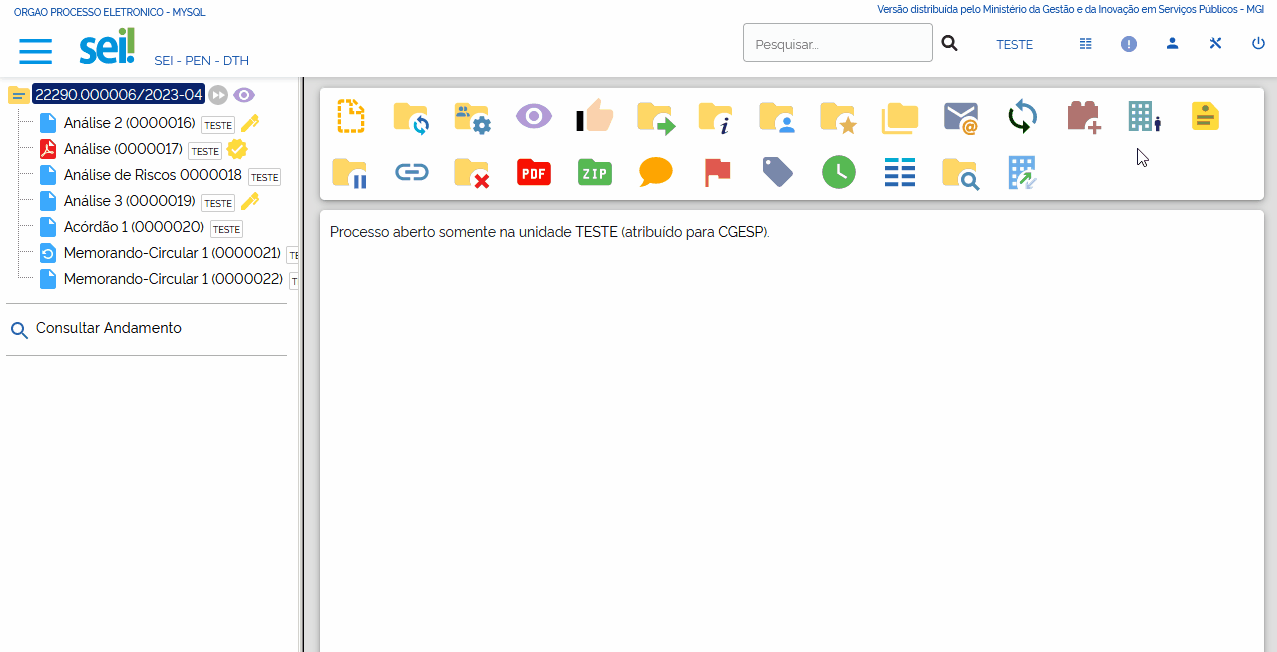 ORGAO PROCESSO ELETRONICO - MYSQL
Versão distribuída pelo Ministério da Gestão e da Inovação em Serviços Públicos - MGI
sei!
SEI - PEN - DTH
Pesquisar...
TESTE
22290.000006/2023-04
Análise 2 (0000016) TESTE
Análise (0000017) TESTE
Análise de Riscos 0000018 TESTE
Análise 3 (0000019) TESTE
Acórdão 1 (0000020) TESTE
Memorando-Circular 1 (0000021) TE
Memorando-Circular 1 (0000022) T
Consultar Andamento
i
@
PDF
ZIP
Processo aberto somente na unidade TESTE (atribuído para CGESP).